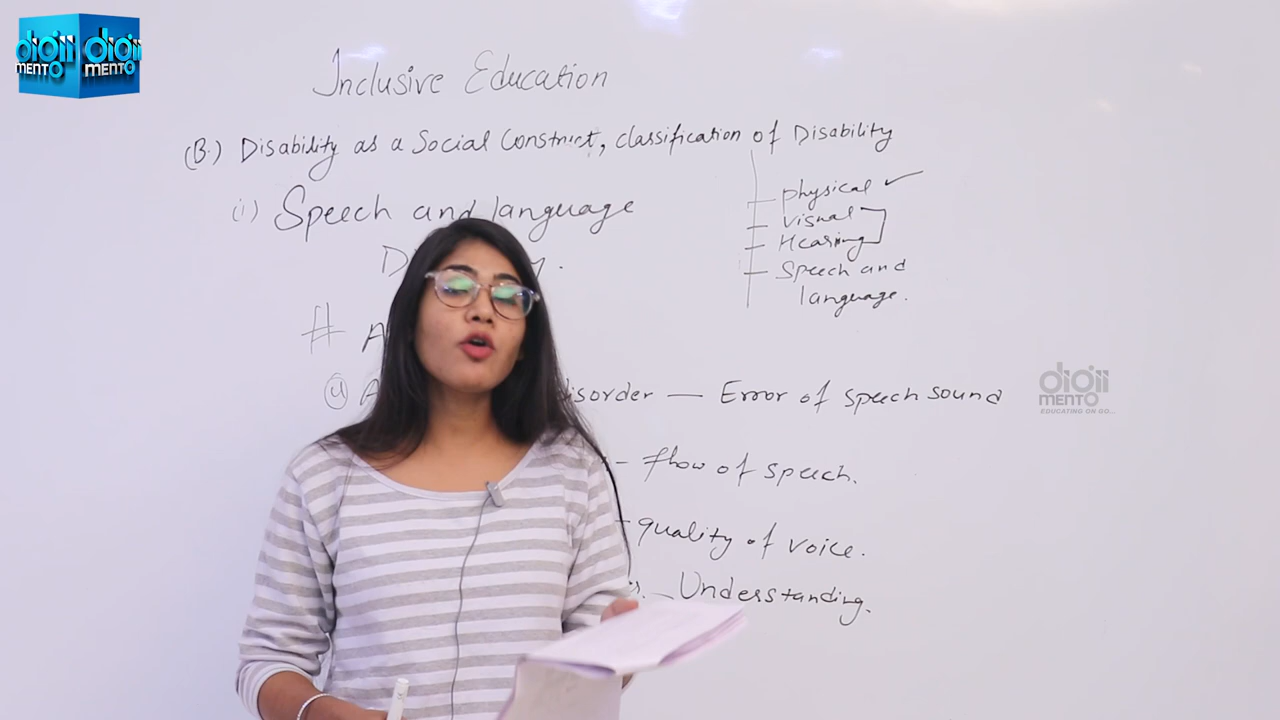 digii digii
MENTO MENTO
Inclusive Education
(B.) Disability as a Social Construct, classification of Disability
physical ✓
(i) Speech and language
Visual
Hearing
Speech and
language.
#
disorder — Error of speech sound
digii
MENTO
EDUCATING ON GO...
– flow of speech.
– quality of voice.
– Understanding.